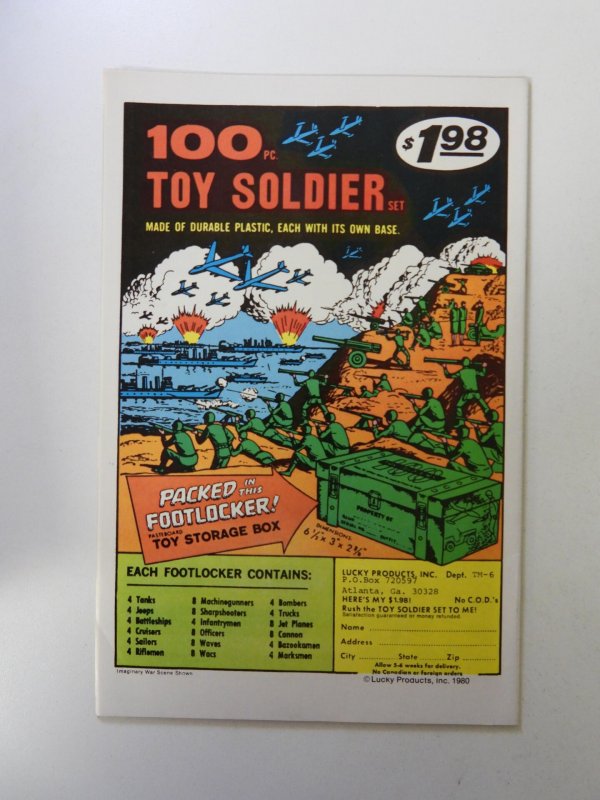 100 PC.
$1.98
TOY SOLDIER SET
MADE OF DURABLE PLASTIC, EACH WITH ITS OWN BASE.
PACKED IN THIS
FOOTLOCKER!
PASTEBOARD
TOY STORAGE BOX
DIMENSIONS:
PROPERTY OF
EACH FOOTLOCKER CONTAINS:
4 Tanks
4 Jeeps
4 Battleships
4 Cruisers
4 Sailors
4 Riflemen
8 Machinegunners
8 Sharpshooters
4 Infantrymen
8 Officers
8 Waves
8 Wacs
4 Bombers
4 Trucks
8 Jet Planes
8 Cannon
4 Bazookamen
4 Marksmen
LUCKY PRODUCTS, INC. Dept. TM-6
P.O.Box 720597
Atlanta, Ga. 30328
HERE'S MY $1.98! No C.O.D.'s
Rush the TOY SOLDIER SET TO ME!
Satisfaction guaranteed or money refunded.
Name
Address
City State Zip
Allow 5-6 weeks for delivery.
No Canadian or foreign orders
Imaginary War Scene Shown
©Lucky Products, Inc. 1980